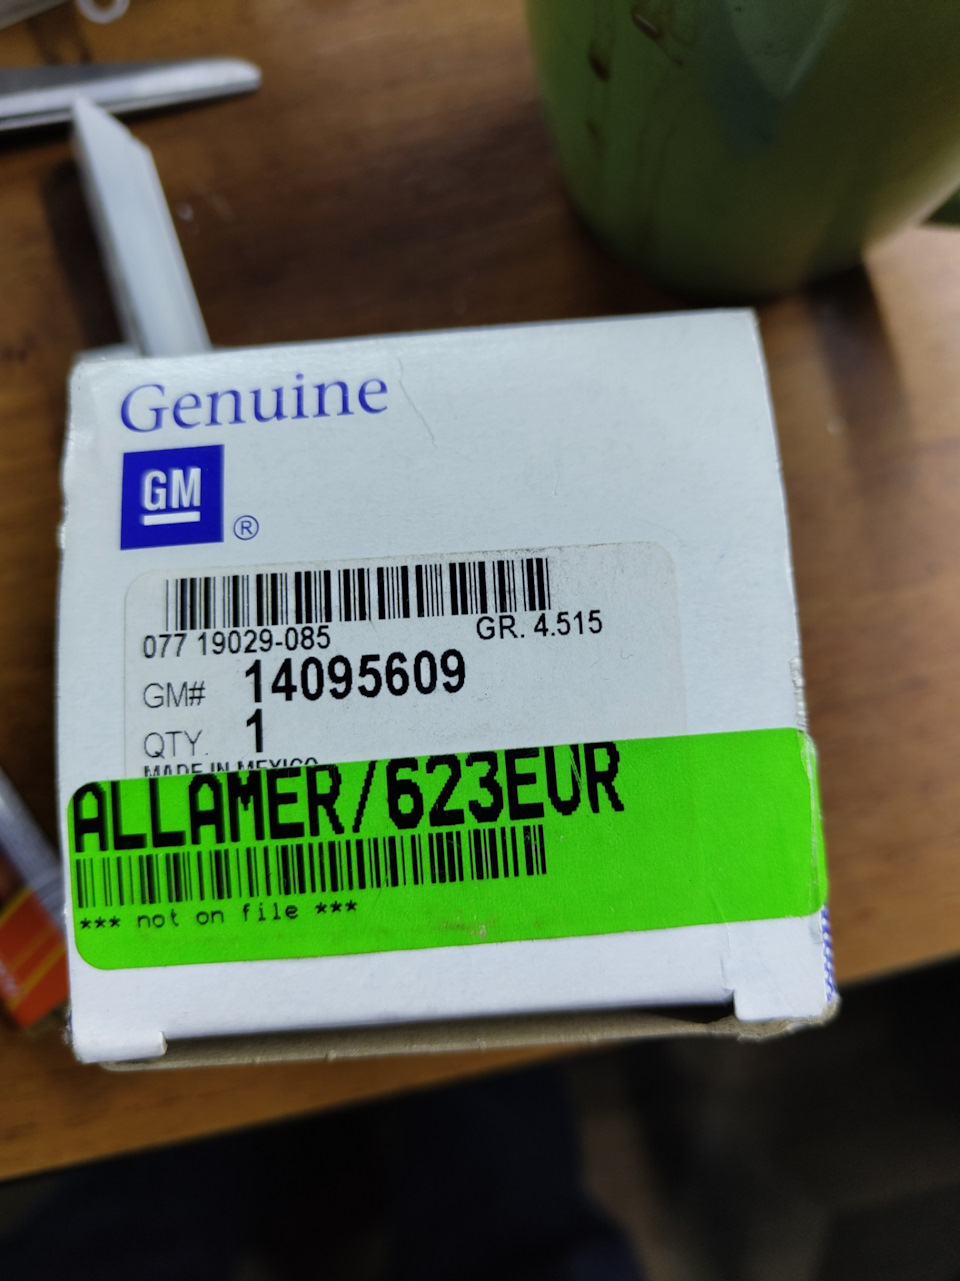 Genuine
GM
®
077 19029-085 GR. 4.515
GM# 14095609
QTY. 1
MADE IN MEXICO
ALLAMER/623EUR
*** not on file ***